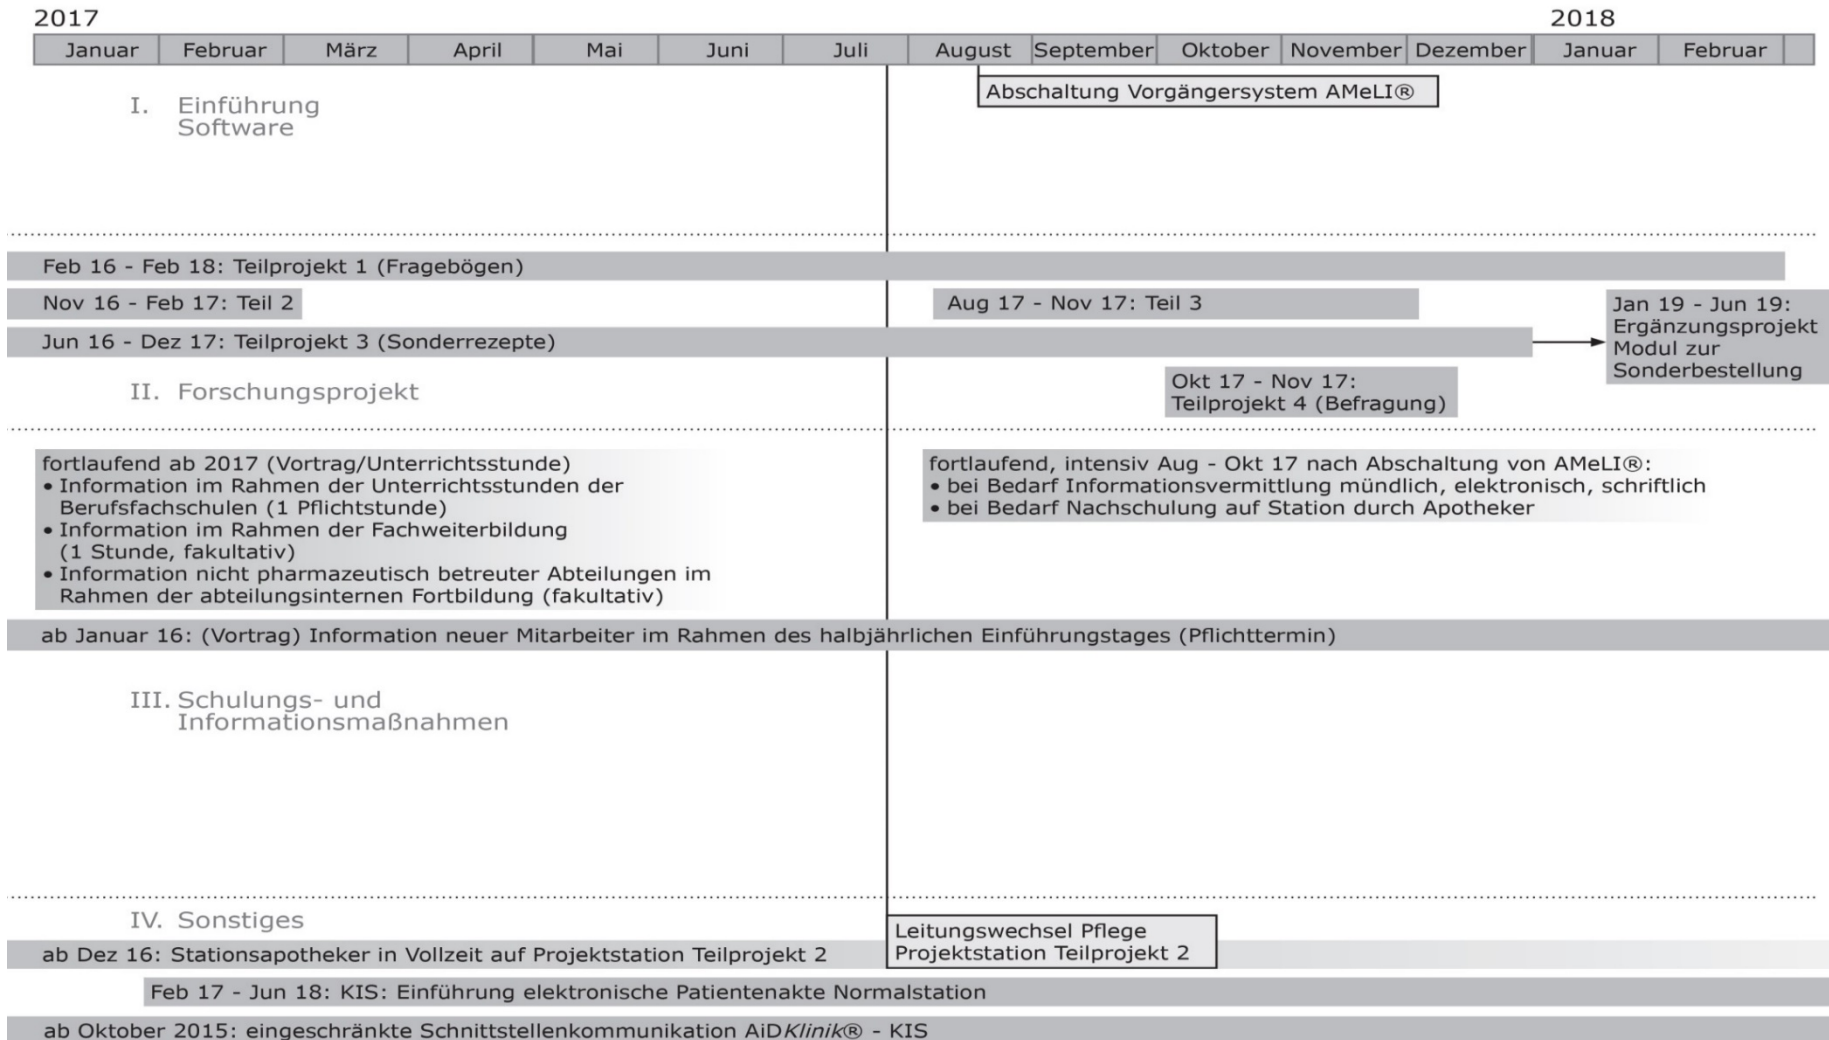 2017
2018
Januar Februar März April Mai Juni Juli August September Oktober November Dezember Januar Februar
Abschaltung Vorgängersystem AMeLI®
I. Einführung
Software
Feb 16 - Feb 18: Teilprojekt 1 (Fragebögen)
Nov 16 - Feb 17: Teil 2
Aug 17 - Nov 17: Teil 3
Jun 16 - Dez 17: Teilprojekt 3 (Sonderrezepte)
Jan 19 - Jun 19:
Ergänzungsprojekt
Modul zur
Sonderbestellung
II. Forschungsprojekt
Okt 17 - Nov 17:
Teilprojekt 4 (Befragung)
fortlaufend ab 2017 (Vortrag/Unterrichtsstunde)
• Information im Rahmen der Unterrichtsstunden der
Berufsfachschulen (1 Pflichtstunde)
• Information im Rahmen der Fachweiterbildung
(1 Stunde, fakultativ)
• Information nicht pharmazeutisch betreuter Abteilungen im
Rahmen der abteilungsinternen Fortbildung (fakultativ)
fortlaufend, intensiv Aug - Okt 17 nach Abschaltung von AMeLI®:
• bei Bedarf Informationsvermittlung mündlich, elektronisch, schriftlich
• bei Bedarf Nachschulung auf Station durch Apotheker
ab Januar 16: (Vortrag) Information neuer Mitarbeiter im Rahmen des halbjährlichen Einführungstages (Pflichttermin)
III. Schulungs- und
Informationsmaßnahmen
IV. Sonstiges
Leitungswechsel Pflege
Projektstation Teilprojekt 2
ab Dez 16: Stationsapotheker in Vollzeit auf Projektstation Teilprojekt 2
Feb 17 - Jun 18: KIS: Einführung elektronische Patientenakte Normalstation
ab Oktober 2015: eingeschränkte Schnittstellenkommunikation AiDKlinik® - KIS